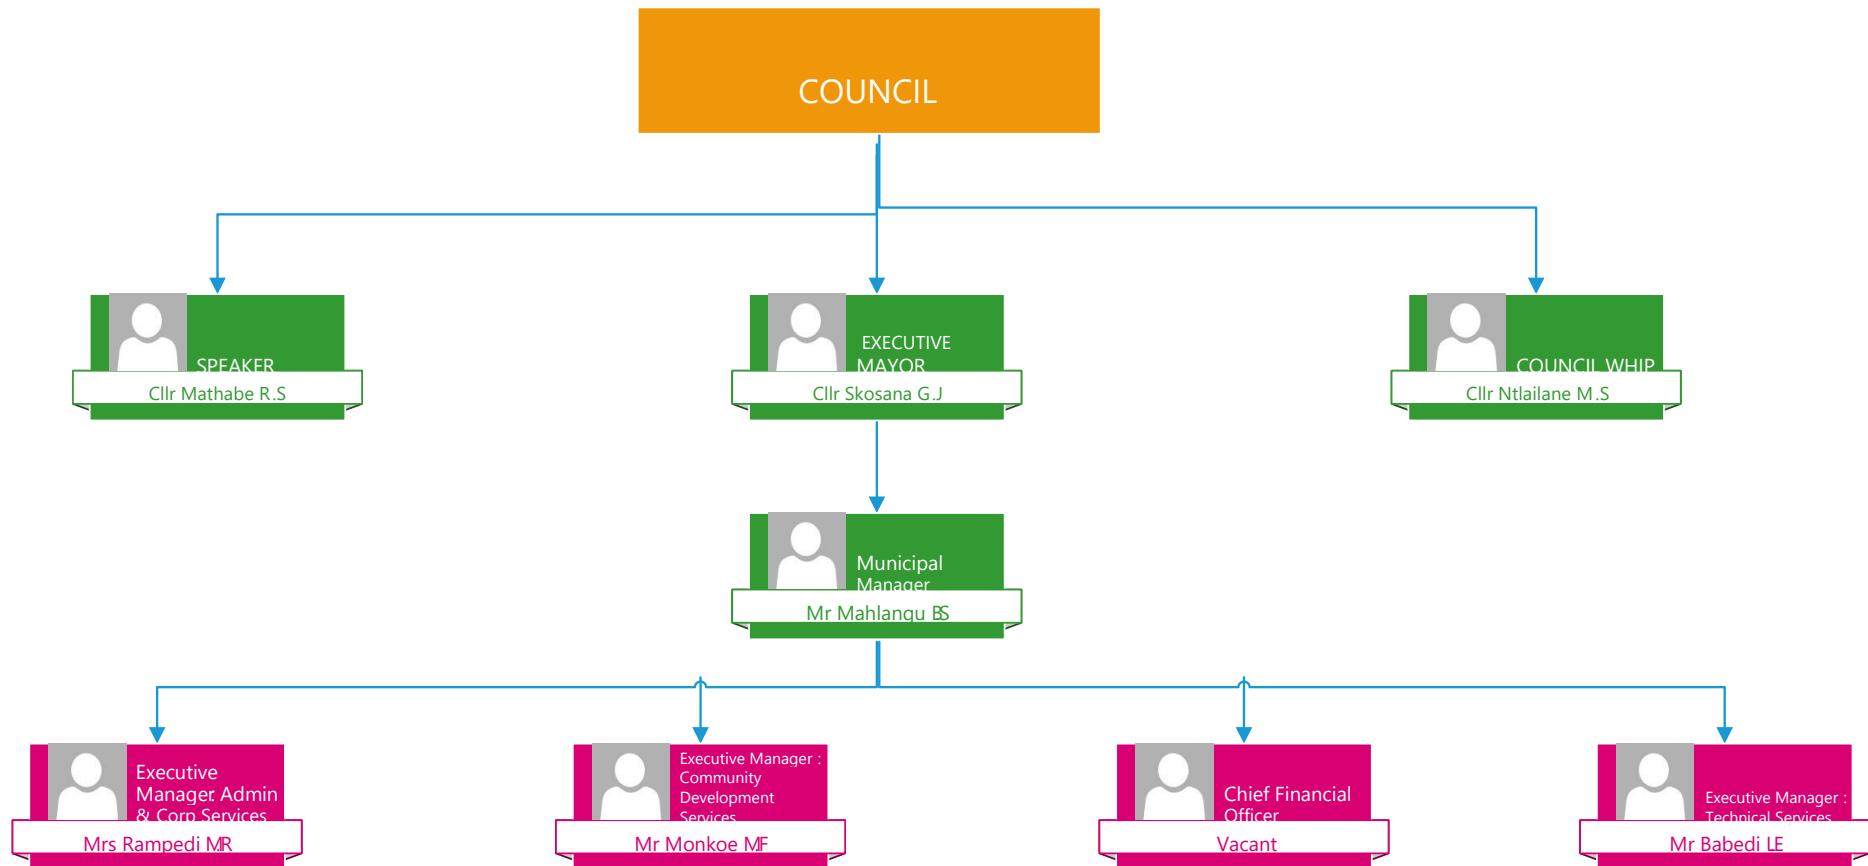 COUNCIL
SPEAKER
Cllr Mathabe R.S
EXECUTIVE
MAYOR
Cllr Skosana G.J
COUNCIL WHIP
Cllr Ntlailane M.S
Municipal
Manager
Mr Mahlangu BS
Executive
Manager: Admin
& Corp Services
Mrs Rampedi MR
Executive Manager :
Community
Development
Services
Mr Monkoe MF
Chief Financial
Officer
Vacant
Executive Manager :
Technical Services
Mr Babedi LE